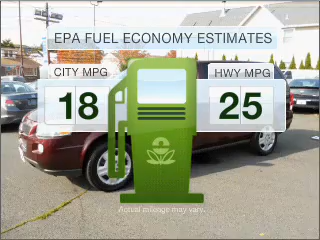 EPA FUEL ECONOMY ESTIMATES
CITY MPG
HWY MPG
18
25
Actual mileage may vary.